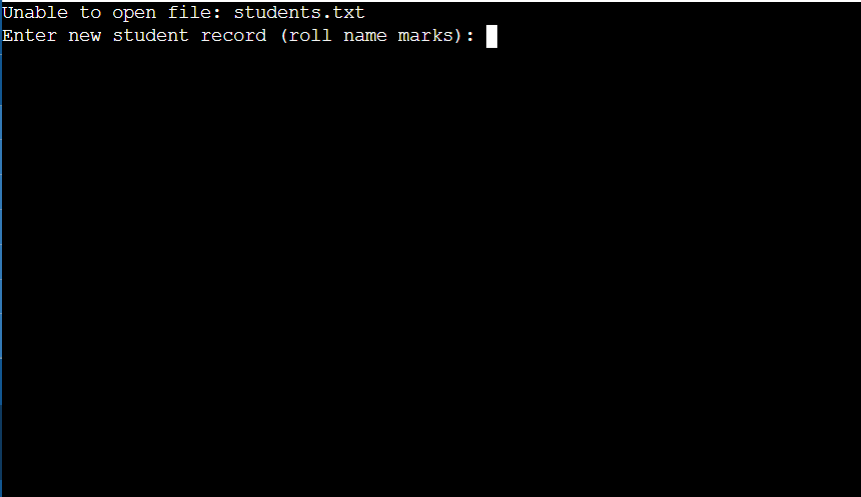 Unable to open file: students.txt
Enter new student record (roll name marks):